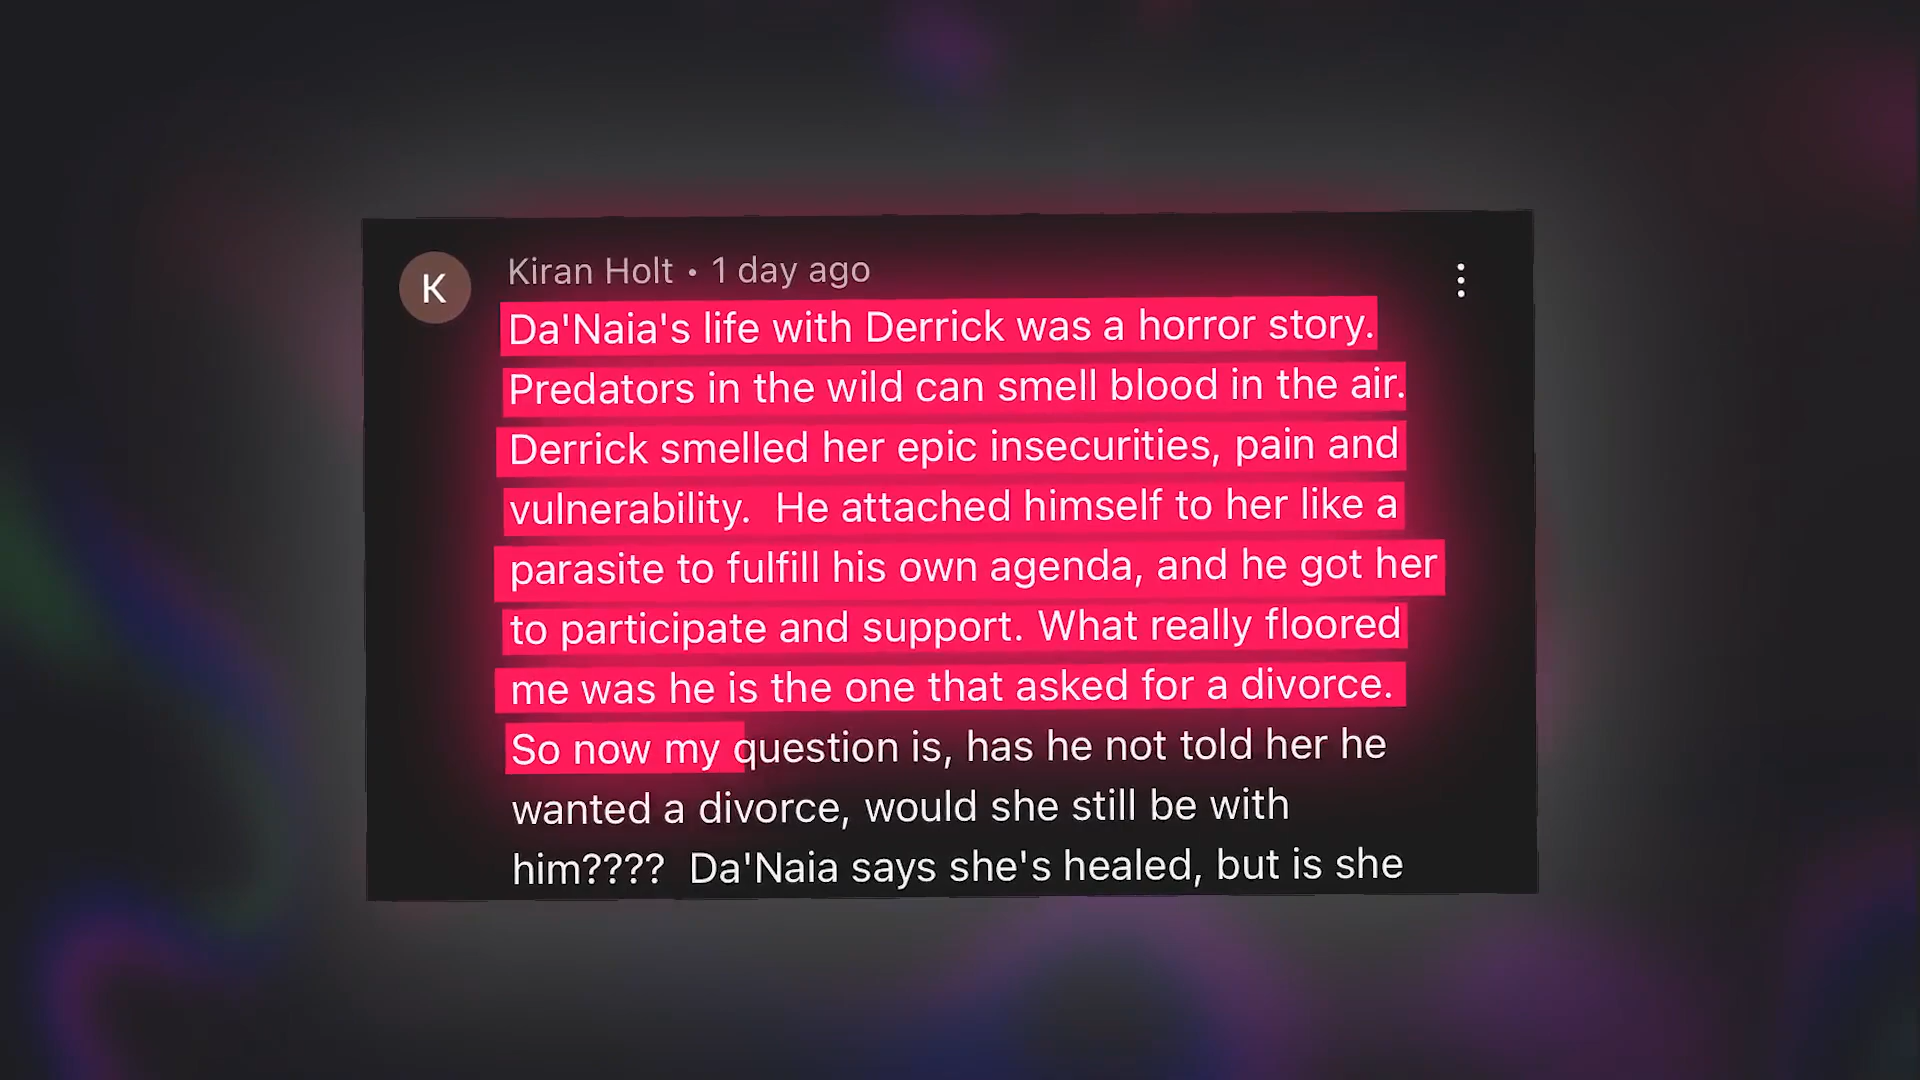 K
Kiran Holt • 1 day ago
Da'Naia's life with Derrick was a horror story.
Predators in the wild can smell blood in the air.
Derrick smelled her epic insecurities, pain and
vulnerability.  He attached himself to her like a
parasite to fulfill his own agenda, and he got her
to participate and support. What really floored
me was he is the one that asked for a divorce.
So now my question is, has he not told her he
wanted a divorce, would she still be with
him????  Da'Naia says she's healed, but is she